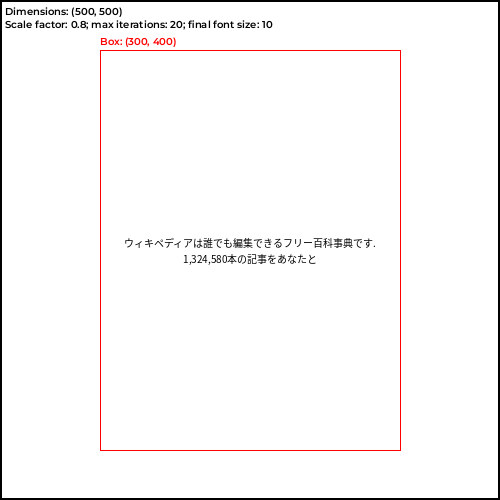 Dimensions: (500, 500)
Scale factor: 0.8; max iterations: 20; final font size: 10
Box: (300, 400)
ウィキペディアは誰でも編集できるフリー百科事典です.
1,324,580本の記事をあなたと